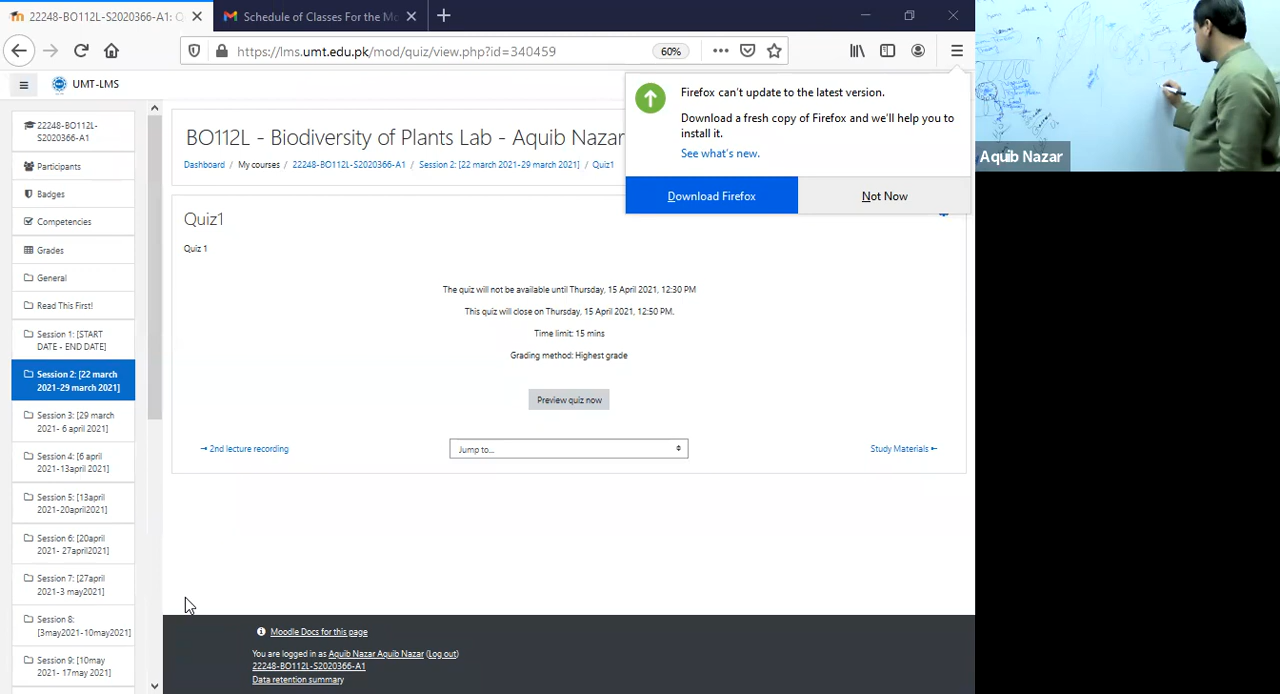 22248-BO112L-S2020366-A1: Q
Schedule of Classes For the Mo
https://lms.umt.edu.pk/mod/quiz/view.php?id=340459
60%
UMT-LMS
Firefox can't update to the latest version.
Download a fresh copy of Firefox and we'll help you to
install it.
See what's new.
Download Firefox
Not Now
Aquib Nazar
22248-BO112L-
S2020366-A1
Participants
Badges
Competencies
Grades
General
Read This First!
Session 1: [START
DATE - END DATE]
Session 2: [22 march
2021-29 march 2021]
Session 3: [29 march
2021- 6 april 2021]
Session 4: [6 april
2021-13april 2021]
Session 5: [13april
2021-20april2021]
Session 6: [20april
2021- 27april2021]
Session 7: [27april
2021-3 may2021]
Session 8:
[3may2021-10may2021]
Session 9: [10may
2021- 17may 2021]
BO112L - Biodiversity of Plants Lab - Aquib Nazar
Dashboard / My courses / 22248-BO112L-S2020366-A1 / Session 2: [22 march 2021-29 march 2021] / Quiz1
Quiz1
Quiz 1
The quiz will not be available until Thursday, 15 April 2021, 12:30 PM
This quiz will close on Thursday, 15 April 2021, 12:50 PM.
Time limit: 15 mins
Grading method: Highest grade
Preview quiz now
2nd lecture recording
Jump to...
Study Materials
Moodle Docs for this page
You are logged in as Aquib Nazar Aquib Nazar (Log out)
22248-BO112L-S2020366-A1
Data retention summary